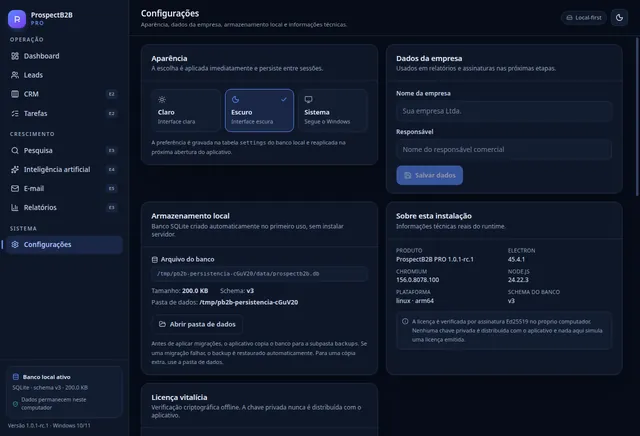 ProspectB2B
PRO
OPERAÇÃO
Dashboard
Leads
CRM E2
Tarefas E2
CRESCIMENTO
Pesquisa E3
Inteligência artificial E4
E-mail E5
Relatórios E3
SISTEMA
Configurações
Banco local ativo
SQLite · schema v3 · 200.0 KB
Dados permanecem neste
computador
Versão 1.0.1-rc.1 · Windows 10/11
Configurações
Aparência, dados da empresa, armazenamento local e informações técnicas.
Local-first
Aparência
A escolha é aplicada imediatamente e persiste entre sessões.
Claro
Interface clara
Escuro
Interface escura
Sistema
Segue o Windows
A preferência é gravada na tabela settings do banco local e reaplicada na
próxima abertura do aplicativo.
Dados da empresa
Usados em relatórios e assinaturas nas próximas etapas.
Nome da empresa
Sua empresa Ltda.
Responsável
Nome do responsável comercial
Salvar dados
Armazenamento local
Banco SQLite criado automaticamente no primeiro uso, sem instalar
servidor.
Arquivo do banco
/tmp/pb2b-persistencia-cGuV20/data/prospectb2b.db
Tamanho: 200.0 KB Schema: v3
Pasta de dados: /tmp/pb2b-persistencia-cGuV20
Abrir pasta de dados
Antes de aplicar migrações, o aplicativo copia o banco para a subpasta backups. Se
uma migração falhar, o backup é restaurado automaticamente. Para uma cópia
extra, use a pasta de dados.
Sobre esta instalação
Informações técnicas reais do runtime.
PRODUTO
ProspectB2B PRO 1.0.1-rc.1
ELECTRON
45.4.1
CHROMIUM
156.0.8078.100
NODE.JS
24.22.3
PLATAFORMA
linux · arm64
SCHEMA DO BANCO
v3
A licença é verificada por assinatura Ed25519 no próprio computador.
Nenhuma chave privada é distribuída com o aplicativo e nada aqui simula
uma licença emitida.
Licença vitalícia
Verificação criptográfica offline. A chave privada nunca é distribuída com o
aplicativo.